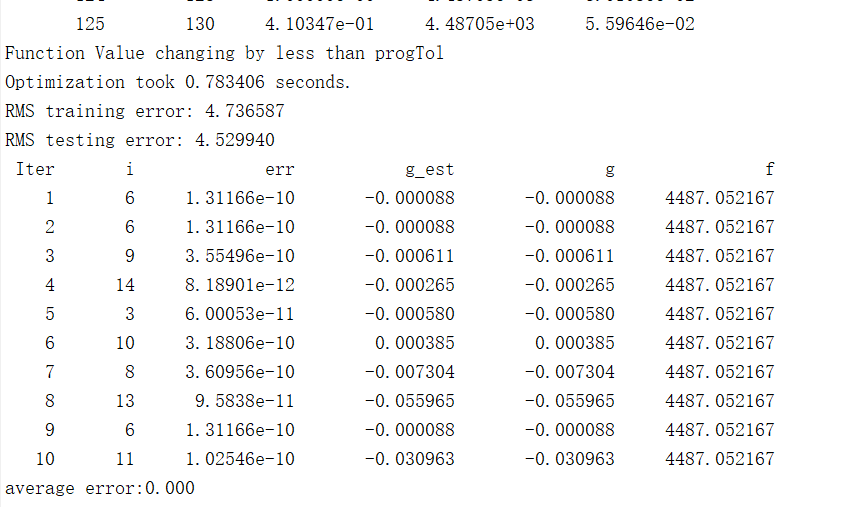 125 130 4.10347e-01 4.48705e+03 5.59646e-02
Function Value changing by less than progTol
Optimization took 0.783406 seconds.
RMS training error: 4.736587
RMS testing error: 4.529940
Iter i err g_est g f
1 6 1.31166e-10 -0.000088 -0.000088 4487.052167
2 6 1.31166e-10 -0.000088 -0.000088 4487.052167
3 9 3.55496e-10 -0.000611 -0.000611 4487.052167
4 14 8.18901e-12 -0.000265 -0.000265 4487.052167
5 3 6.00053e-11 -0.000580 -0.000580 4487.052167
6 10 3.18806e-10 0.000385 0.000385 4487.052167
7 8 3.60956e-10 -0.007304 -0.007304 4487.052167
8 13 9.5838e-11 -0.055965 -0.055965 4487.052167
9 6 1.31166e-10 -0.000088 -0.000088 4487.052167
10 11 1.02546e-10 -0.030963 -0.030963 4487.052167
average error:0.000